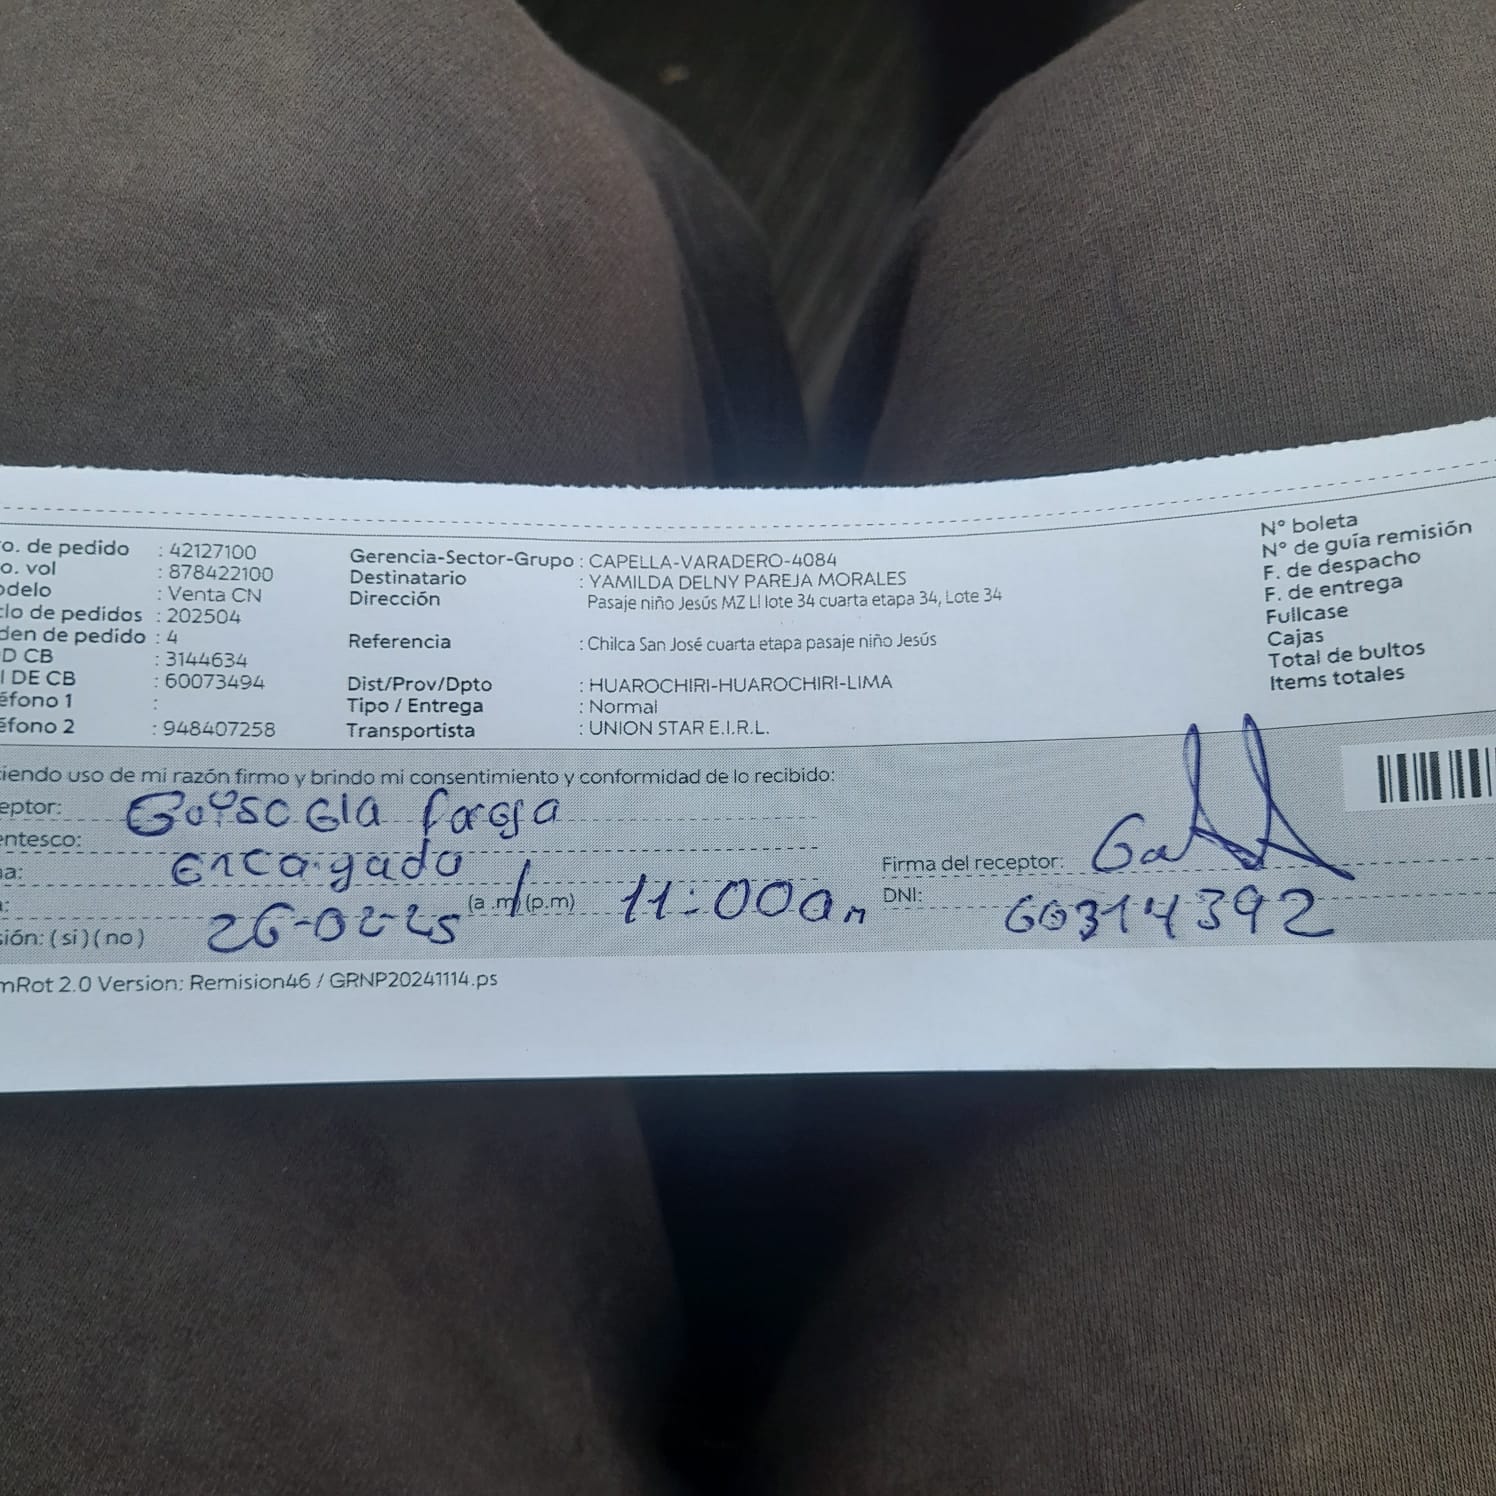 o. de pedido : 42127100
o. vol : 878422100
odelo : Venta CN
clo de pedidos : 202504
den de pedido : 4
D CB : 3144634
I DE CB : 60073494
éfono 1 :
éfono 2 : 948407258
Gerencia-Sector-Grupo : CAPELLA-VARADERO-4084
Destinatario : YAMILDA DELNY PAREJA MORALES
Dirección Pasaje niño Jesús MZ Ll lote 34 cuarta etapa 34, Lote 34
Referencia : Chilca San José cuarta etapa pasaje niño Jesús
Dist/Prov/Dpto : HUAROCHIRI-HUAROCHIRI-LIMA
Tipo / Entrega : Normal
Transportista : UNION STAR E.I.R.L.
N° boleta
N° de guía remisión
F. de despacho
F. de entrega
Fullcase
Cajas
Total de bultos
Items totales
iendo uso de mi razón firmo y brindo mi consentimiento y conformidad de lo recibido:
eptor:
entesco:
a: Encargado
: 26-02-25 (a .m)/(p.m) 11:00am
sión: (si)(no)
Firma del receptor:
DNI: 60314392
mRot 2.0 Version: Remision46 / GRNP20241114.ps